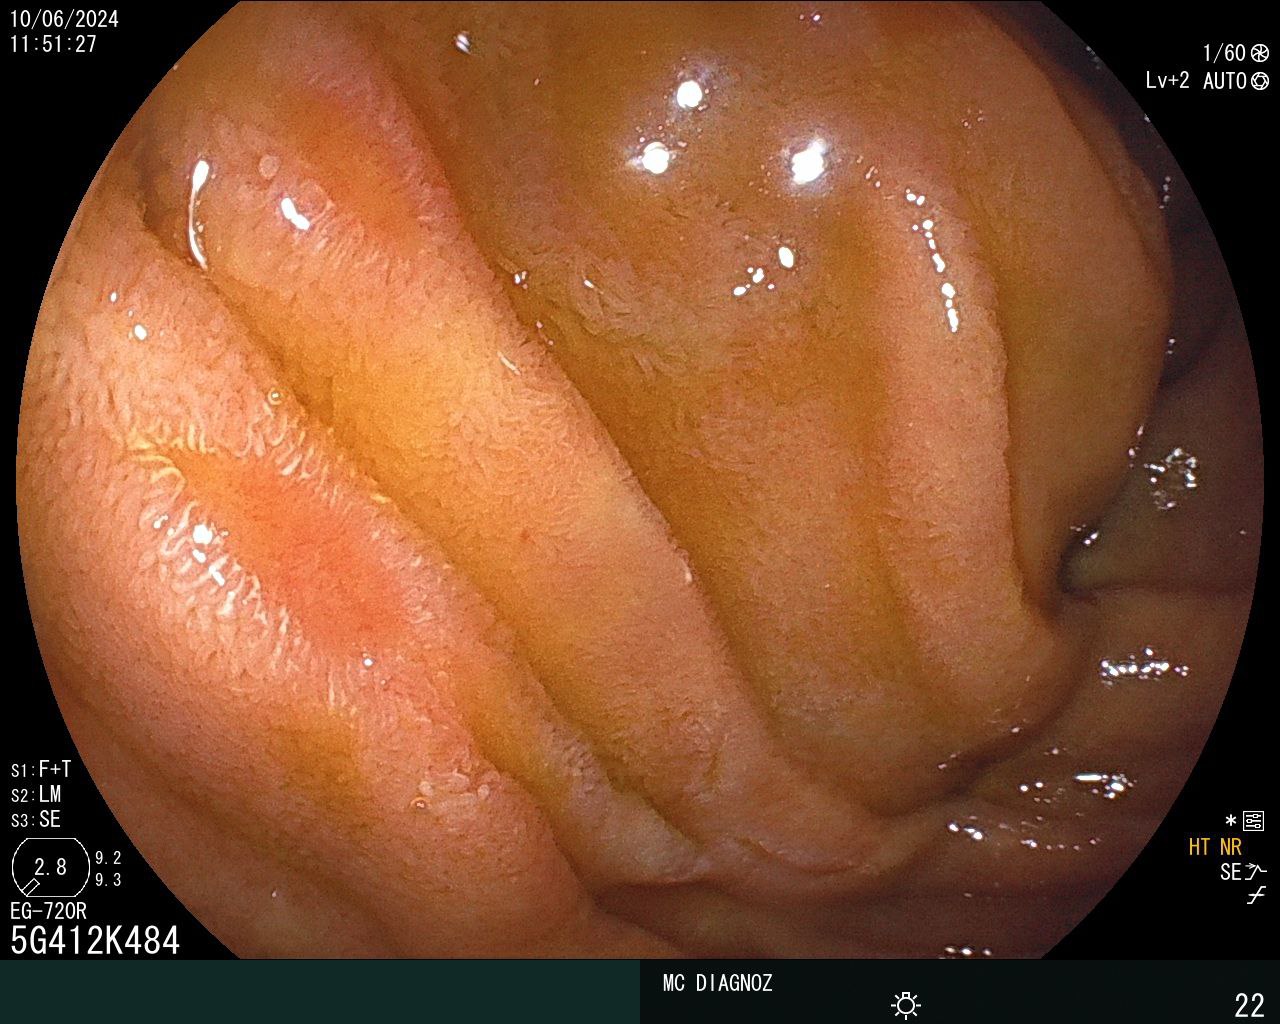 10/06/2024
11:51:27
1/60
Lv+2 AUTO
S1:F+T
S2:LM
S3:SE
2.8
9.2
9.3
EG-720R
5G412K484
*
HT NR
SE
MC DIAGNOZ
22